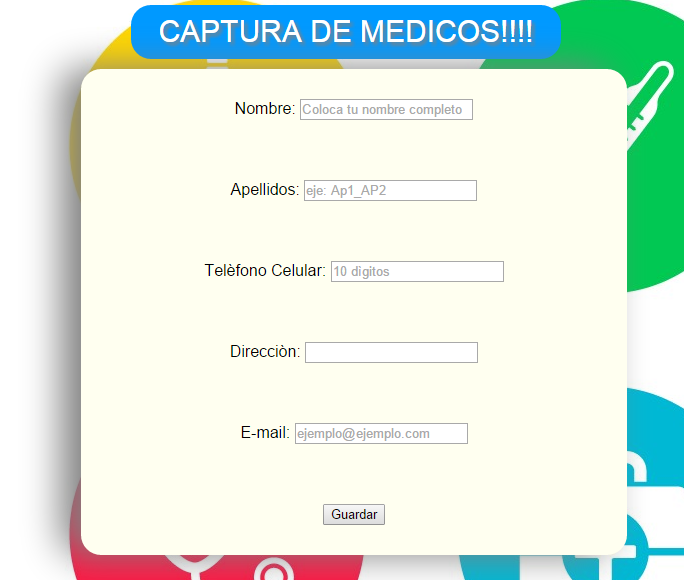 CAPTURA DE MEDICOS!!!!
Nombre: Coloca tu nombre completo
Apellidos: eje: Ap1_AP2
Telèfono Celular: 10 digitos
Direcciòn:
E-mail: ejemplo@ejemplo.com
Guardar